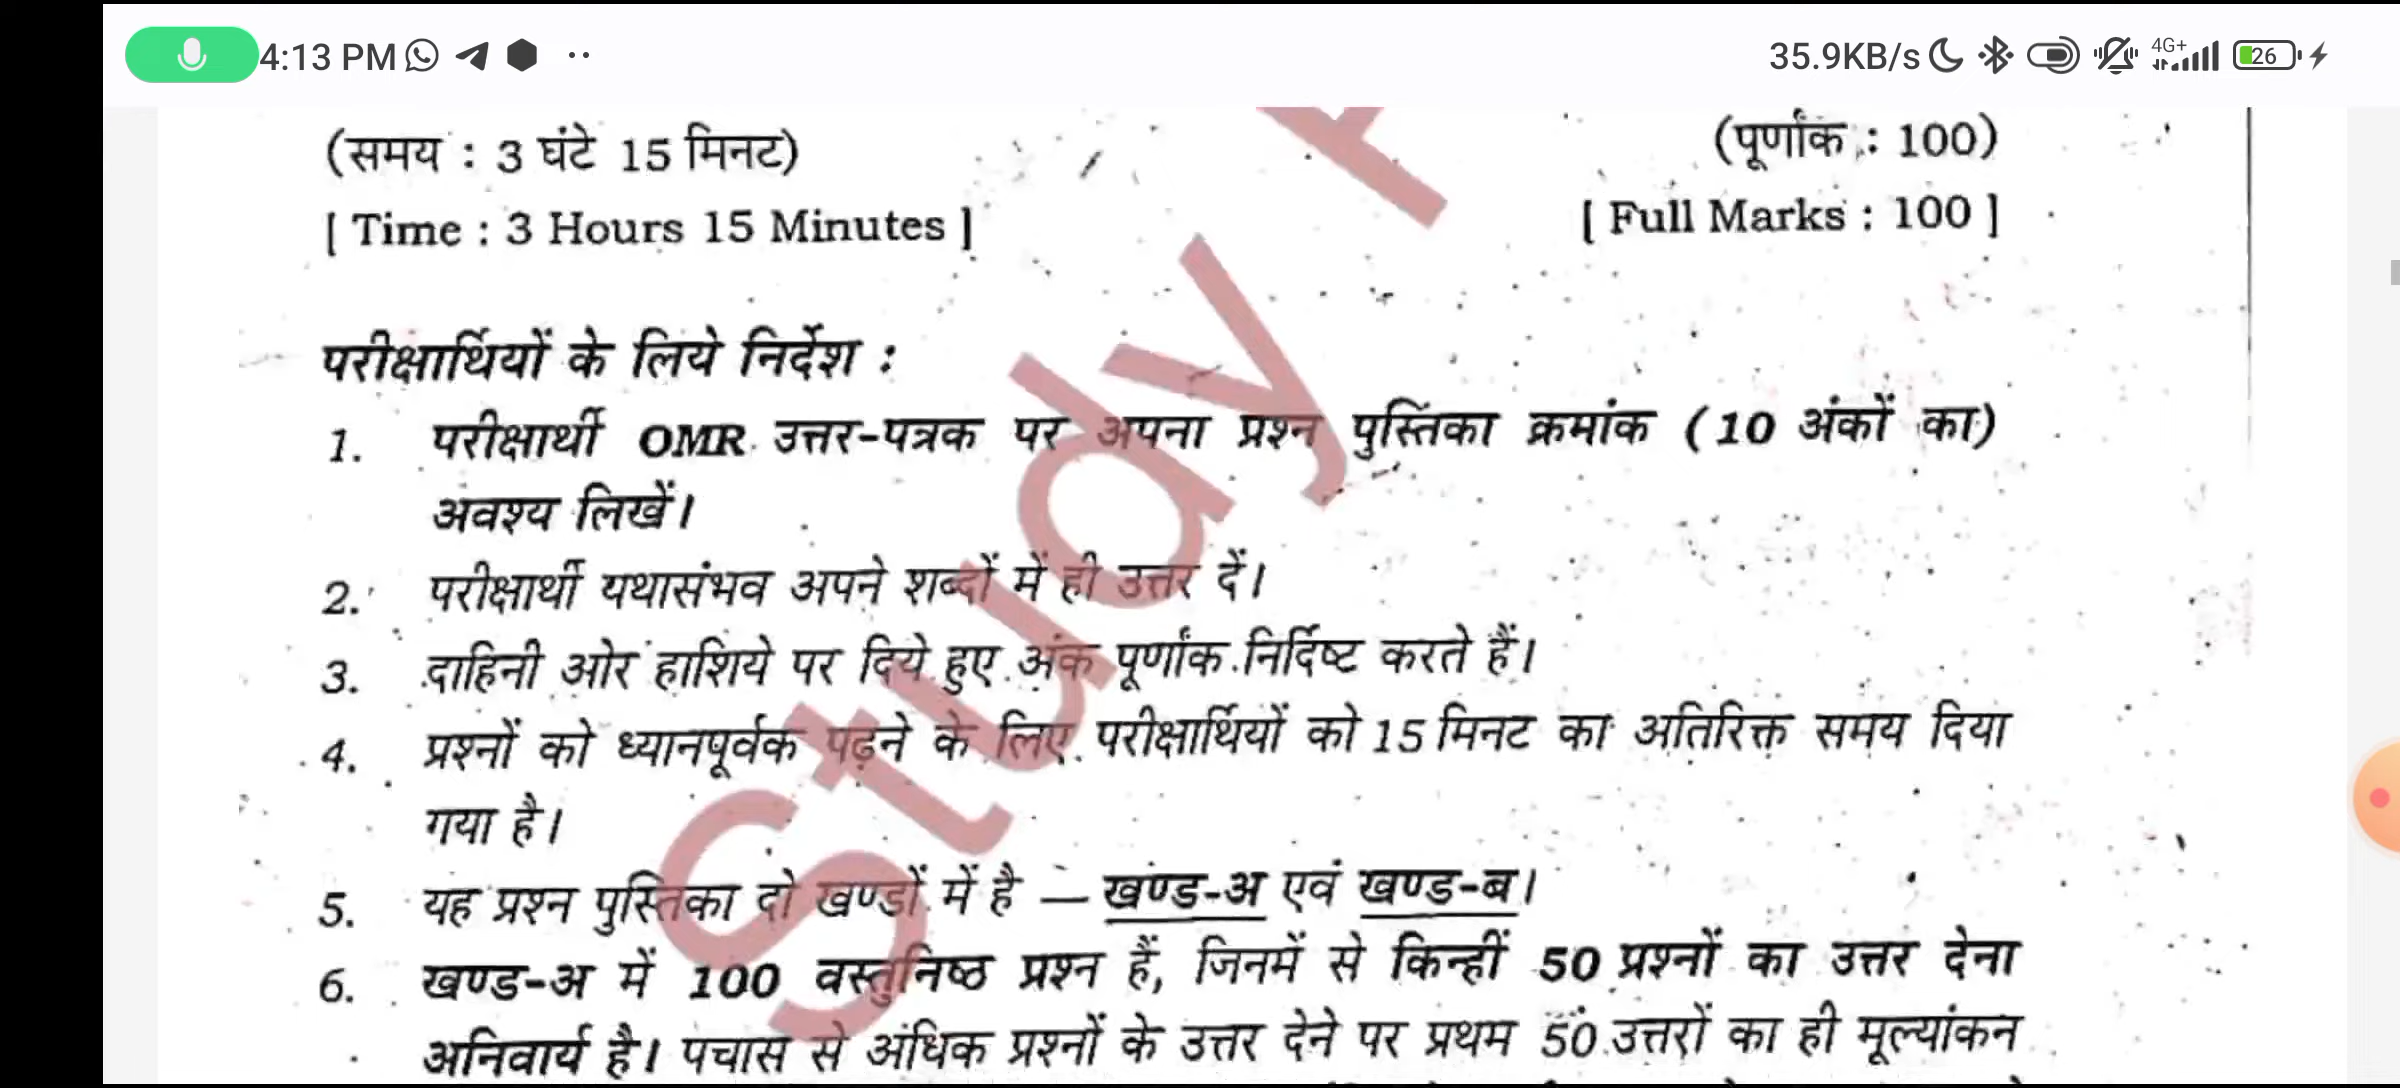 4:13 PM 35.9KB/s 4G+ 26
(समय : 3 घंटे 15 मिनट) (पूर्णांक : 100)
[ Time : 3 Hours 15 Minutes ] [ Full Marks : 100 ]
परीक्षार्थियों के लिये निर्देश :
1. परीक्षार्थी OMR उत्तर-पत्रक पर अपना प्रश्न पुस्तिका क्रमांक (10 अंकों का)
अवश्य लिखें।
2. परीक्षार्थी यथासंभव अपने शब्दों में ही उत्तर दें।
3. दाहिनी ओर हाशिये पर दिये हुए अंक पूर्णांक निर्दिष्ट करते हैं।
4. प्रश्नों को ध्यानपूर्वक पढ़ने के लिए परीक्षार्थियों को 15 मिनट का अतिरिक्त समय दिया
गया है।
5. यह प्रश्न पुस्तिका दो खण्डों में है — खण्ड-अ एवं खण्ड-ब।
6. खण्ड-अ में 100 वस्तुनिष्ठ प्रश्न हैं, जिनमें से किन्हीं 50 प्रश्नों का उत्तर देना
अनिवार्य है। पचास से अधिक प्रश्नों के उत्तर देने पर प्रथम 50 उत्तरों का ही मूल्यांकन
Study